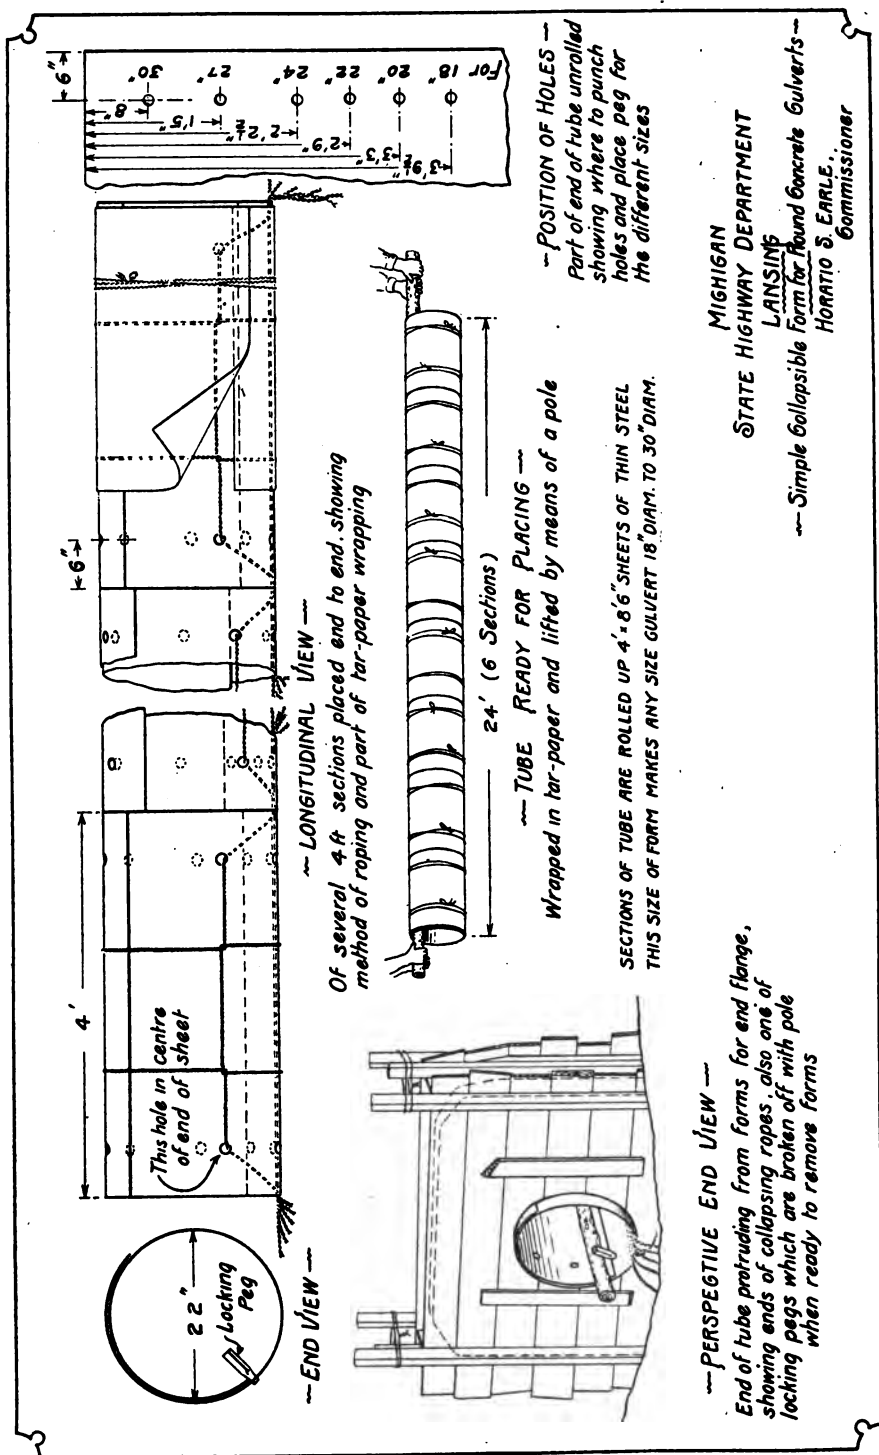 22"
Locking
Peg
—END VIEW—
4'
This hole in centre
of end of sheet
6"
—LONGITUDINAL VIEW—
Of several 4 ft sections placed end to end, showing
method of roping and part of tar-paper wrapping
6"
30"
27"
24"
22"
20"
For 18"
8"
1'5"
2'2½"
2'9"
3'3"
3'9½"
—POSITION OF HOLES—
Part of end of tube unrolled
showing where to punch
holes and place peg for
the different sizes
24' (6 Sections)
—TUBE READY FOR PLACING—
Wrapped in tar-paper and lifted by means of a pole
SECTIONS OF TUBE ARE ROLLED UP 4'×8'6" SHEETS OF THIN STEEL
THIS SIZE OF FORM MAKES ANY SIZE CULVERT 18" DIAM. TO 30" DIAM.
—PERSPECTIVE END VIEW—
End of tube protruding from forms for end flange,
showing ends of collapsing ropes, also one of
locking pegs which are broken off with pole
when ready to remove forms
MICHIGAN
STATE HIGHWAY DEPARTMENT
LANSING
—Simple Collapsible Form for Round Concrete Culverts—
HORATIO S. EARLE,
Commissioner